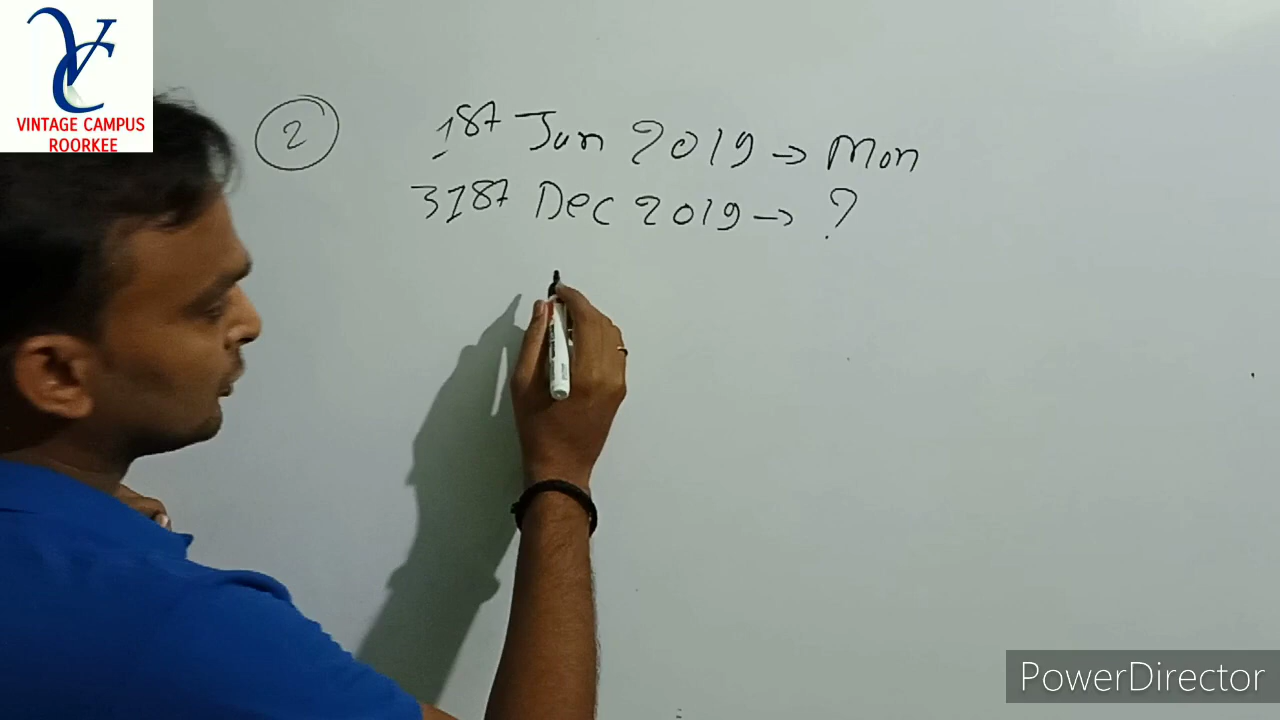 VINTAGE CAMPUS
ROORKEE
2
1st Jan 2019 → Mon
31st Dec 2019 → ?
PowerDirector